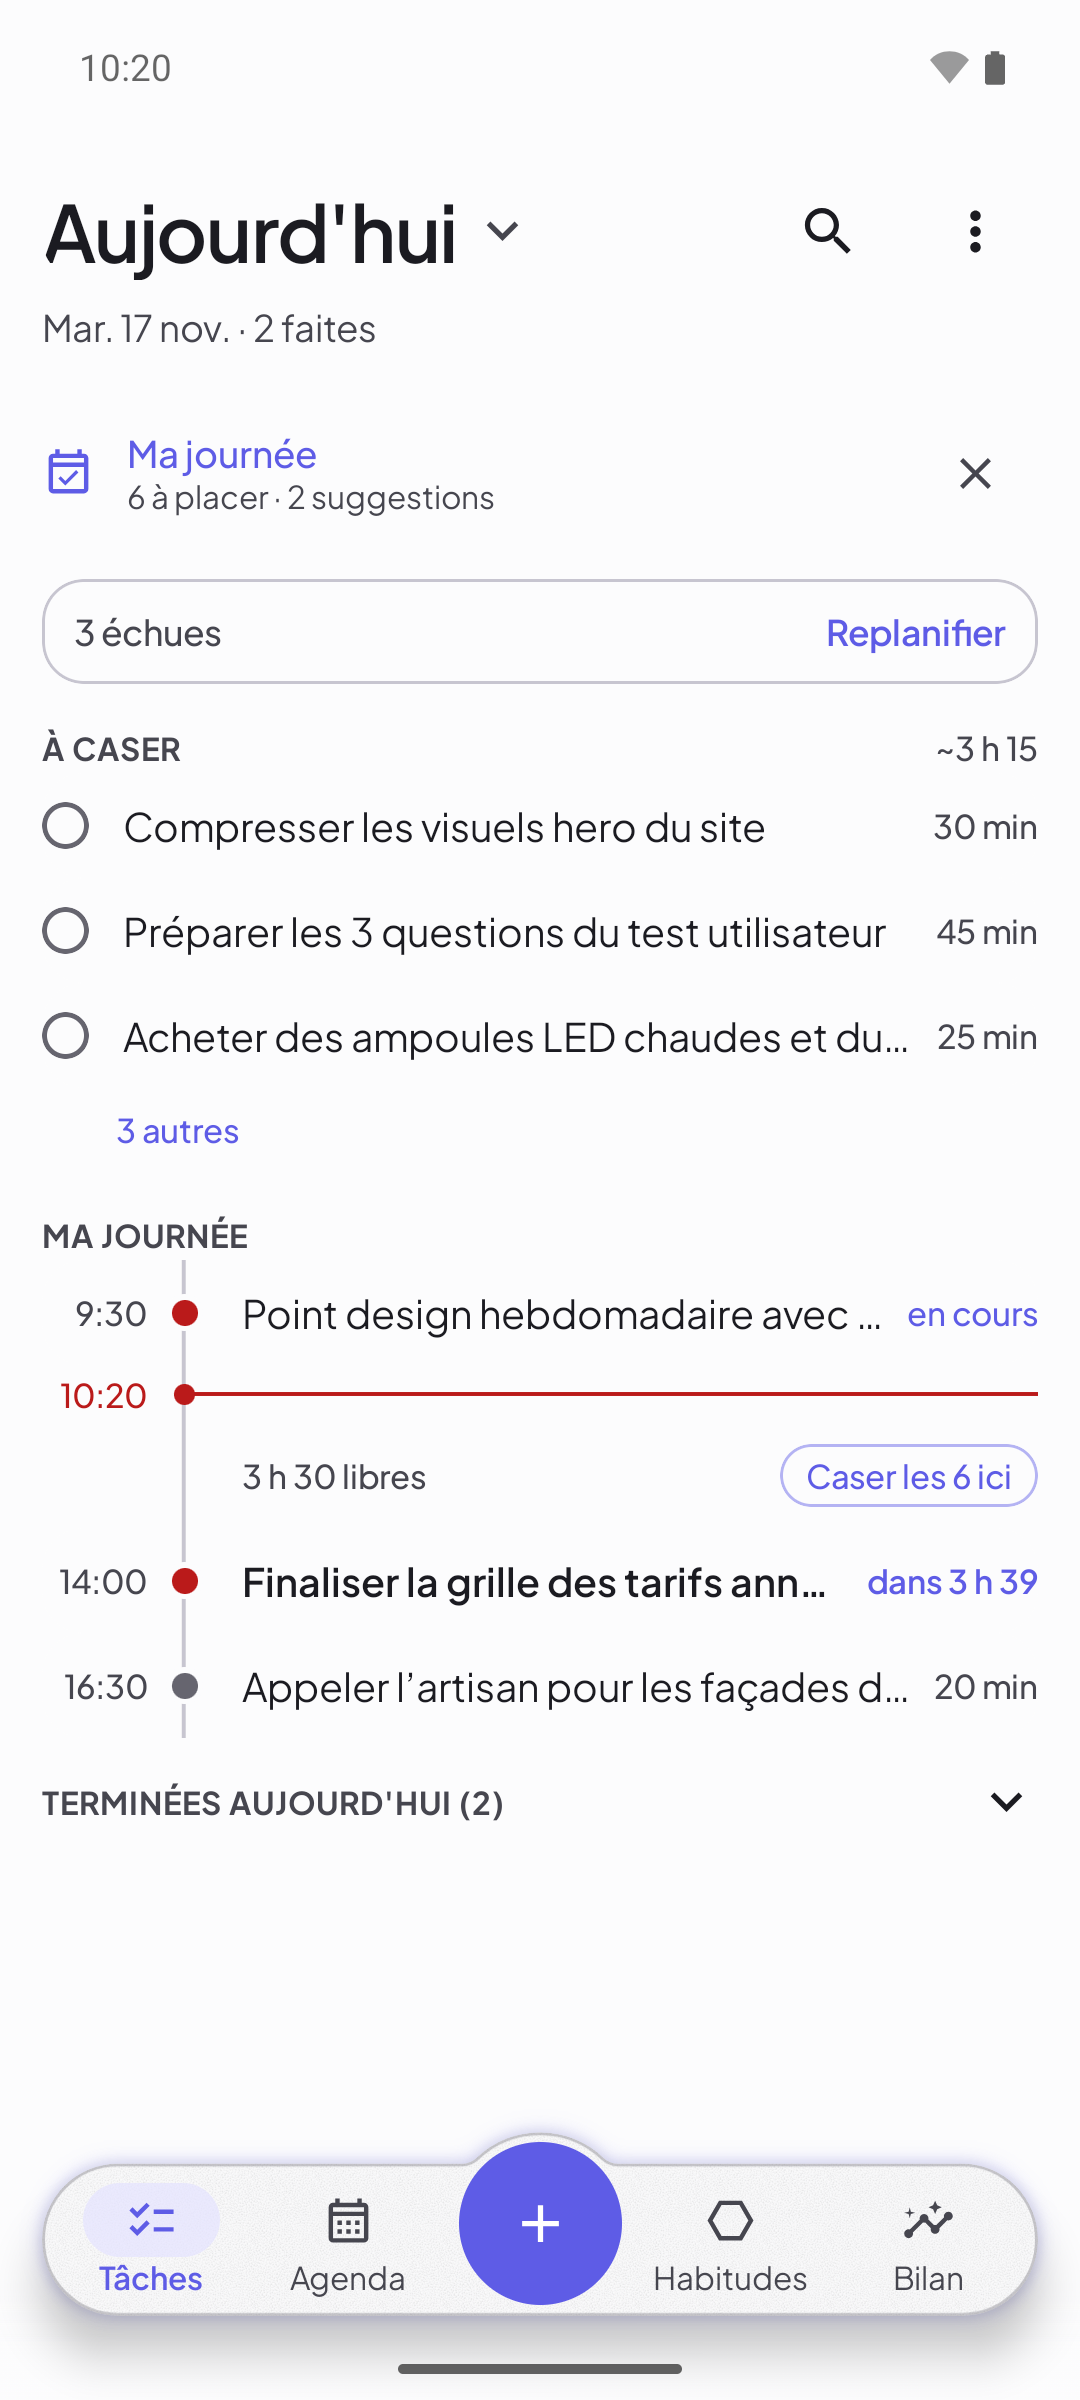 10:20
Aujourd'hui
Mar. 17 nov. · 2 faites
Ma journée
6 à placer · 2 suggestions
3 échues
Replanifier
À CASER
~3 h 15
Compresser les visuels hero du site
30 min
Préparer les 3 questions du test utilisateur
45 min
Acheter des ampoules LED chaudes et du…
25 min
3 autres
MA JOURNÉE
9:30
Point design hebdomadaire avec …
en cours
10:20
3 h 30 libres
Caser les 6 ici
14:00
Finaliser la grille des tarifs ann…
dans 3 h 39
16:30
Appeler l’artisan pour les façades d…
20 min
TERMINÉES AUJOURD'HUI (2)
Tâches
Agenda
Habitudes
Bilan